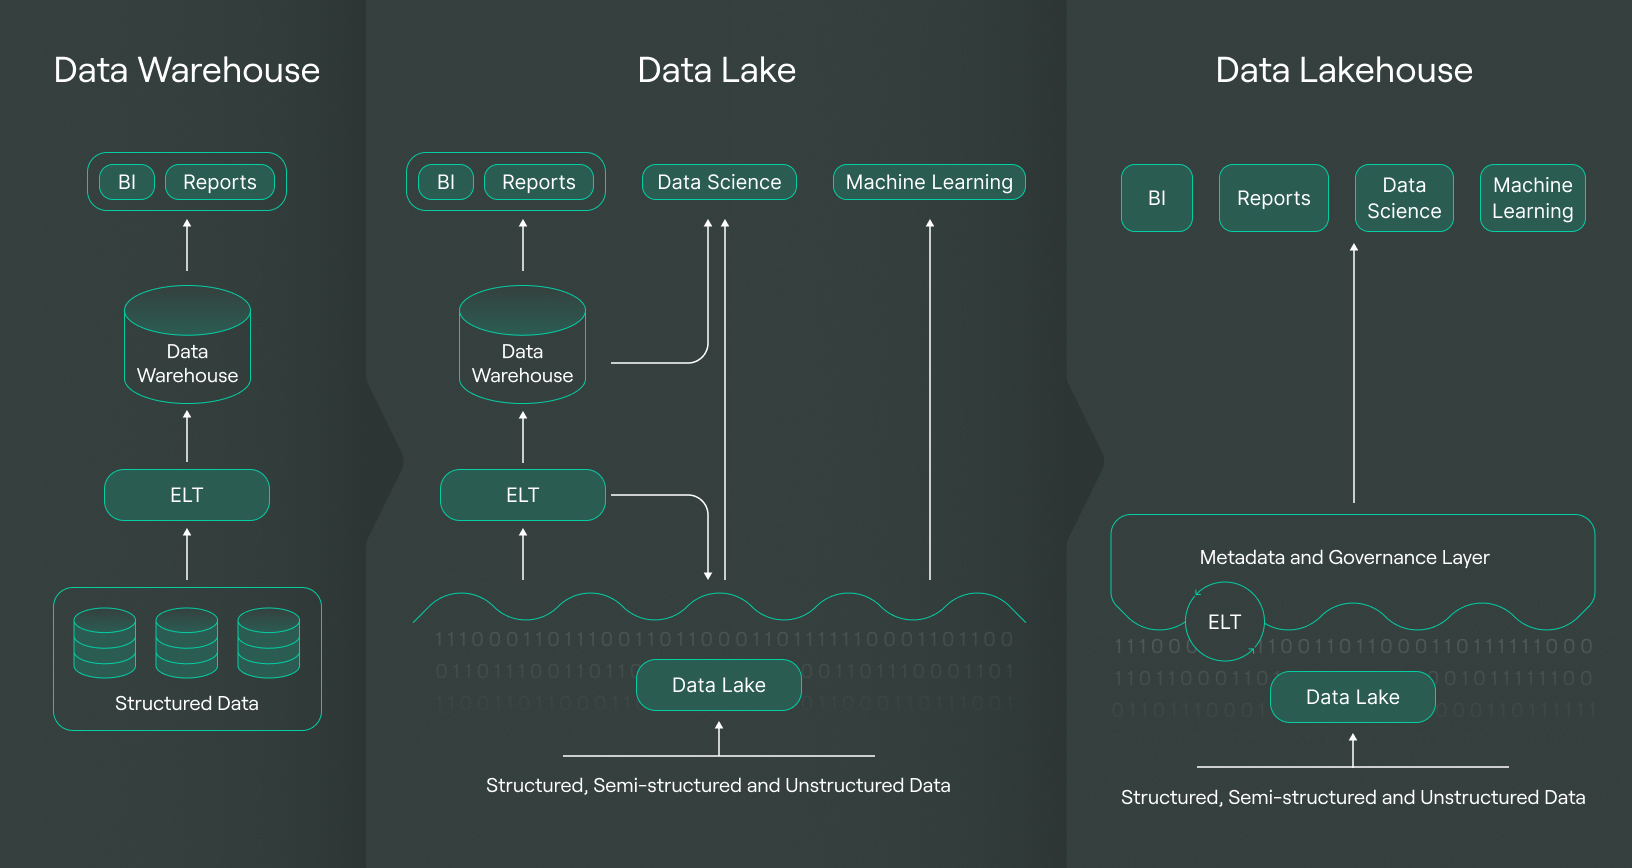 Data Warehouse
BI
Reports
Data
Warehouse
ELT
Structured Data
Data Lake
BI
Reports
Data Science
Machine Learning
Data
Warehouse
ELT
Data Lake
Structured, Semi-structured and Unstructured Data
Data Lakehouse
BI
Reports
Data
Science
Machine
Learning
Metadata and Governance Layer
ELT
Data Lake
Structured, Semi-structured and Unstructured Data